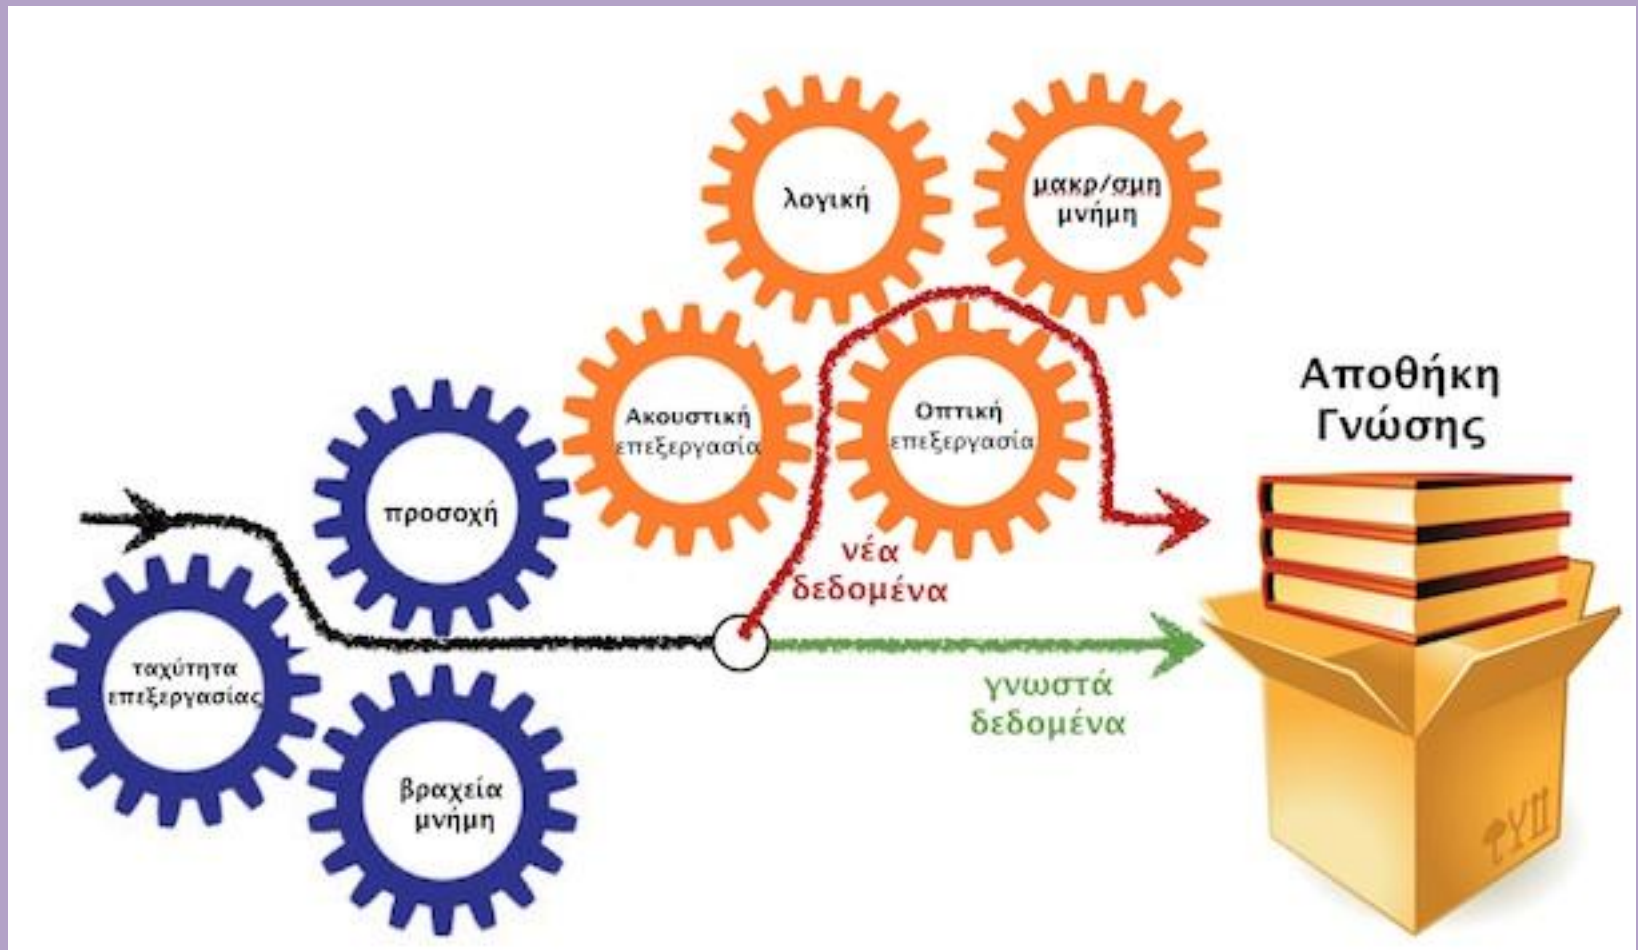 λογική
μακρ/σμη
μνήμη
Ακουστική
επεξεργασία
Οπτική
επεξεργασία
Αποθήκη
Γνώσης
προσοχή
νέα
δεδομένα
ταχύτητα
επεξεργασίας
γνωστά
δεδομένα
βραχεία
μνήμη